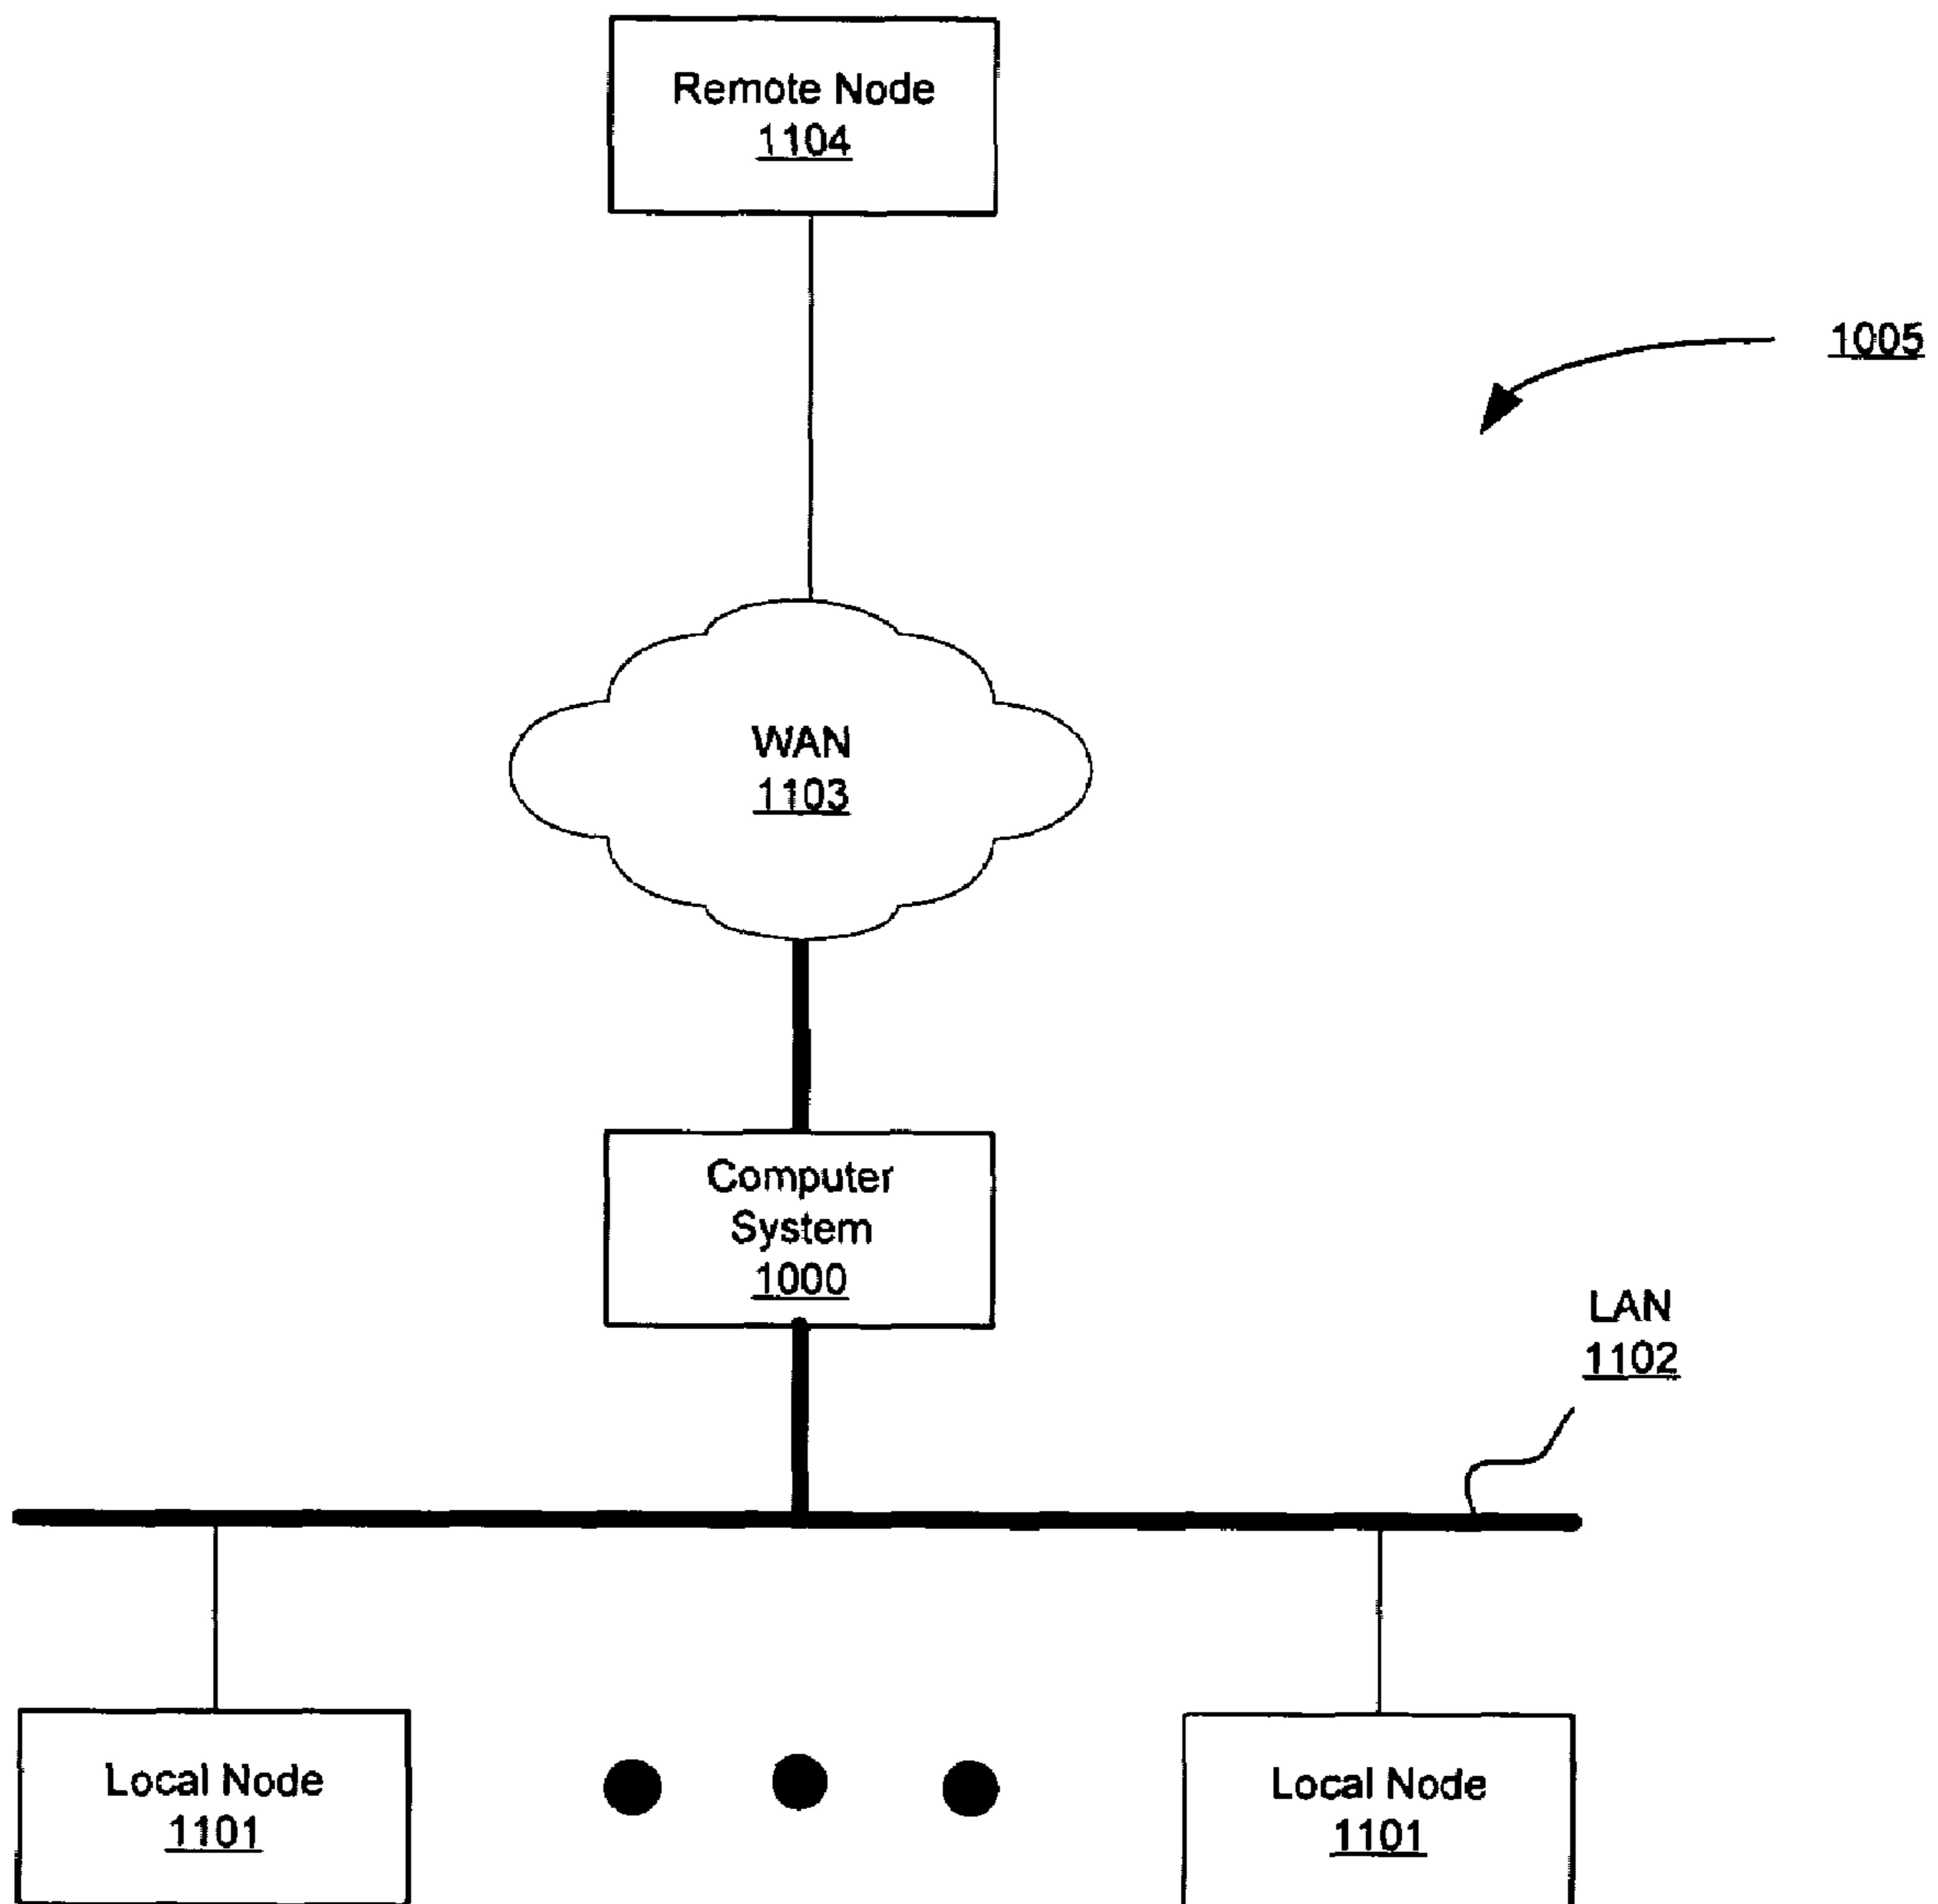 Remote Node
1104
1005
WAN
1103
Computer
System
1000
LAN
1102
Local Node
1101
Local Node
1101